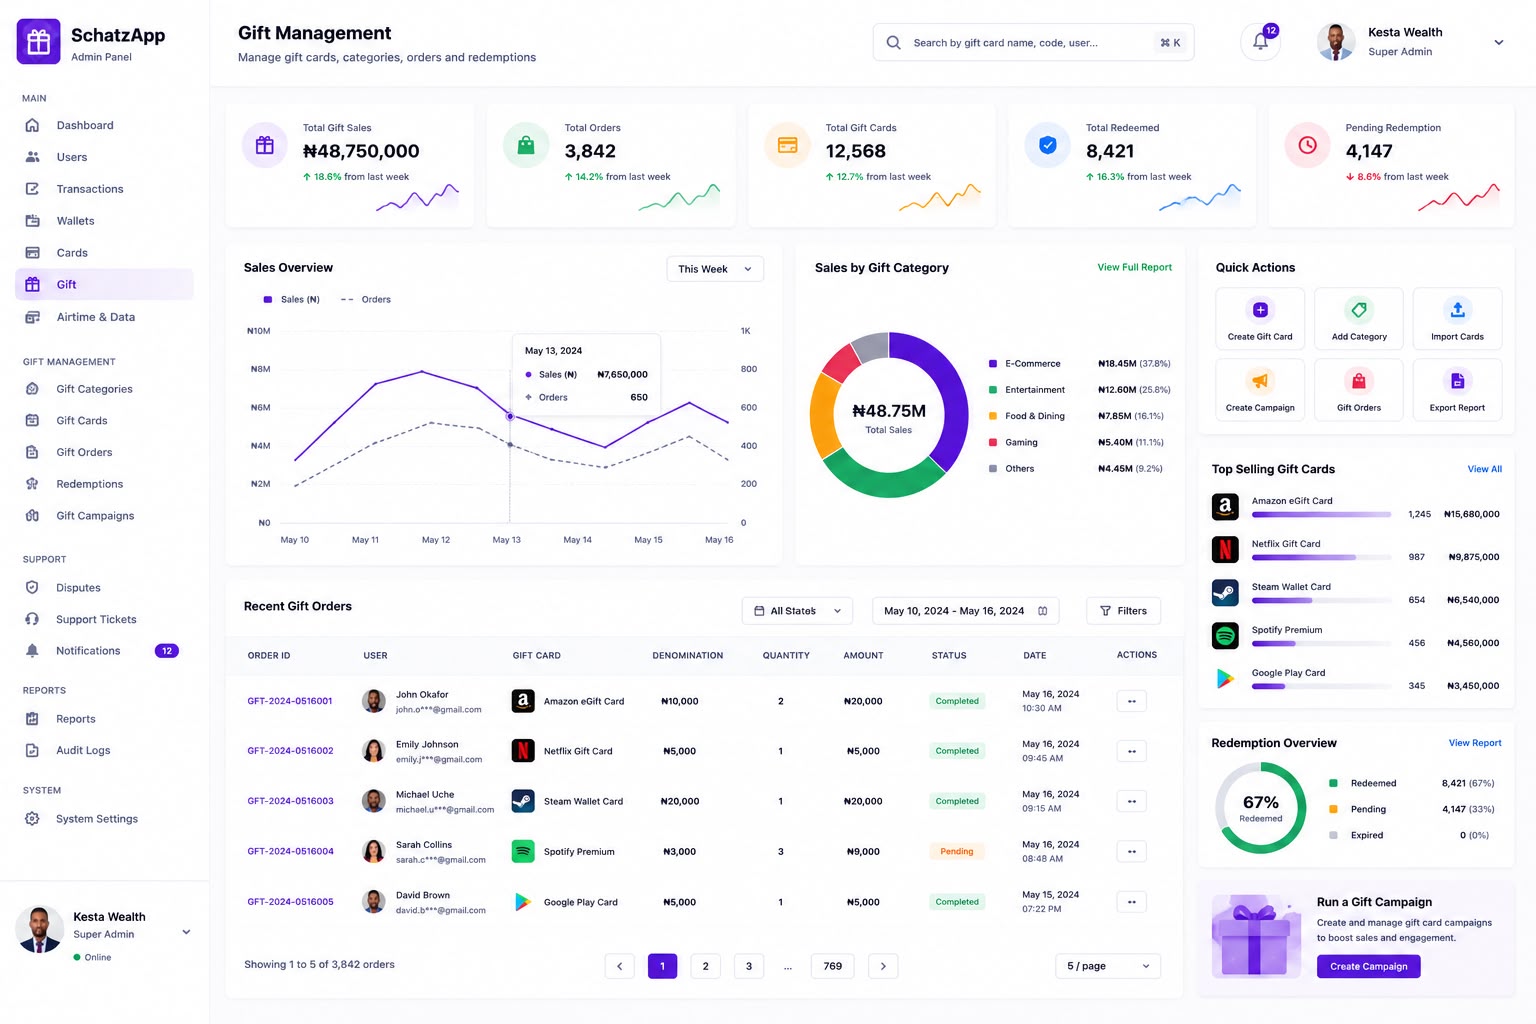 SchatzApp
Admin Panel
MAIN
Dashboard
Users
Transactions
Wallets
Cards
Gift
Airtime & Data
GIFT MANAGEMENT
Gift Categories
Gift Cards
Gift Orders
Redemptions
Gift Campaigns
SUPPORT
Disputes
Support Tickets
Notifications 12
REPORTS
Reports
Audit Logs
SYSTEM
System Settings
Kesta Wealth
Super Admin
Online
Gift Management
Manage gift cards, categories, orders and redemptions
Search by gift card name, code, user... ⌘ K
12
Kesta Wealth
Super Admin
Total Gift Sales
₦48,750,000
↑ 18.6% from last week
Total Orders
3,842
↑ 14.2% from last week
Total Gift Cards
12,568
↑ 12.7% from last week
Total Redeemed
8,421
↑ 16.3% from last week
Pending Redemption
4,147
↓ 8.6% from last week
Sales Overview
This Week
Sales (₦) Orders
₦10M 1K
₦8M 800
₦6M 600
₦4M 400
₦2M 200
₦0 0
May 10 May 11 May 12 May 13 May 14 May 15 May 16
May 13, 2024
Sales (₦) ₦7,650,000
Orders 650
Sales by Gift Category
View Full Report
₦48.75M
Total Sales
E-Commerce ₦18.45M (37.8%)
Entertainment ₦12.60M (25.8%)
Food & Dining ₦7.85M (16.1%)
Gaming ₦5.40M (11.1%)
Others ₦4.45M (9.2%)
Quick Actions
Create Gift Card
Add Category
Import Cards
Create Campaign
Gift Orders
Export Report
Top Selling Gift Cards
View All
Amazon eGift Card
1,245 ₦15,680,000
Netflix Gift Card
987 ₦9,875,000
Steam Wallet Card
654 ₦6,540,000
Spotify Premium
456 ₦4,560,000
Google Play Card
345 ₦3,450,000
Recent Gift Orders
All States
May 10, 2024 - May 16, 2024
Filters
ORDER ID USER GIFT CARD DENOMINATION QUANTITY AMOUNT STATUS DATE ACTIONS
GFT-2024-0516001 John Okafor Amazon eGift Card ₦10,000 2 ₦20,000 Completed May 16, 2024
john.o***@gmail.com 10:30 AM
GFT-2024-0516002 Emily Johnson Netflix Gift Card ₦5,000 1 ₦5,000 Completed May 16, 2024
emily.j***@gmail.com 09:45 AM
GFT-2024-0516003 Michael Uche Steam Wallet Card ₦20,000 1 ₦20,000 Completed May 16, 2024
michael.u***@gmail.com 09:15 AM
GFT-2024-0516004 Sarah Collins Spotify Premium ₦3,000 3 ₦9,000 Pending May 16, 2024
sarah.c***@gmail.com 08:48 AM
GFT-2024-0516005 David Brown Google Play Card ₦5,000 1 ₦5,000 Completed May 15, 2024
david.b***@gmail.com 07:22 PM
Showing 1 to 5 of 3,842 orders
1 2 3 ... 769
5 / page
Redemption Overview
View Report
67%
Redeemed
Redeemed 8,421 (67%)
Pending 4,147 (33%)
Expired 0 (0%)
Run a Gift Campaign
Create and manage gift card campaigns
to boost sales and engagement.
Create Campaign